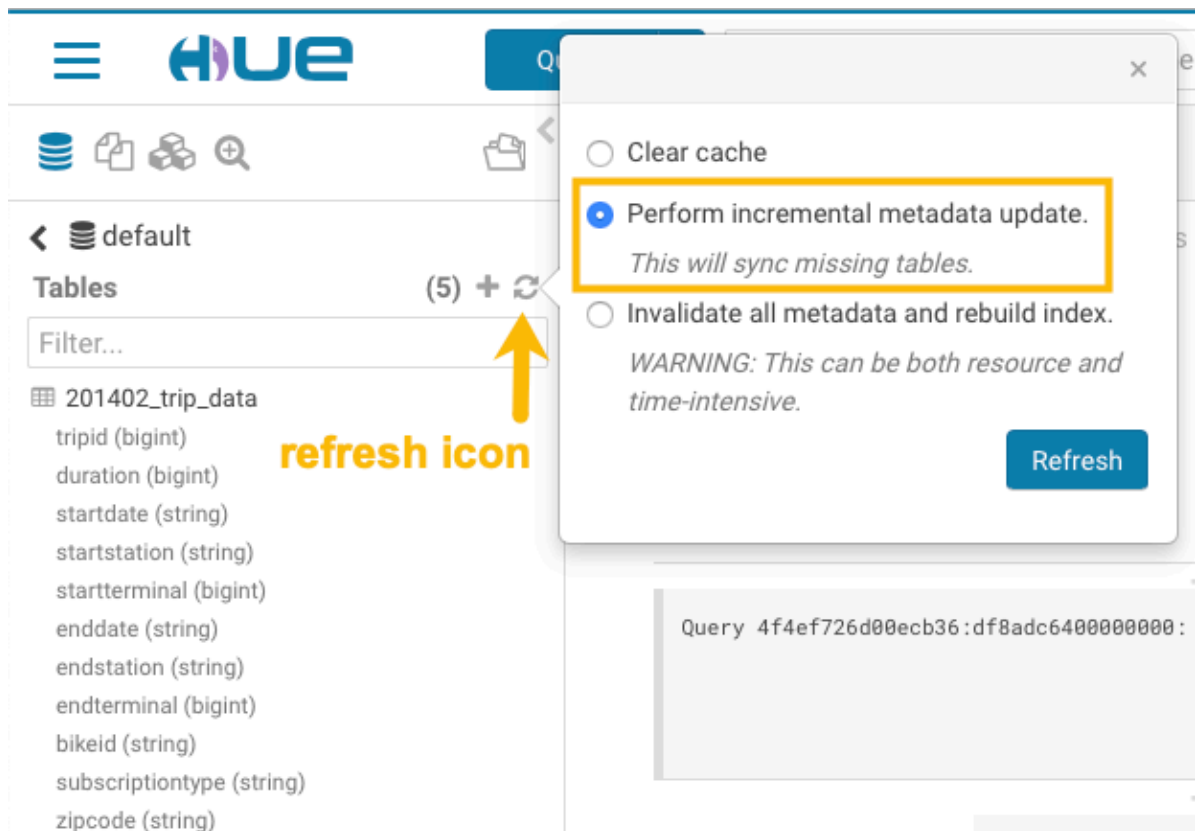 HUE
Clear cache
Perform incremental metadata update.
This will sync missing tables.
Invalidate all metadata and rebuild index.
WARNING: This can be both resource and
time-intensive.
Refresh
default
Tables (5)
Filter...
refresh icon
201402_trip_data
tripid (bigint)
duration (bigint)
startdate (string)
startstation (string)
startterminal (bigint)
enddate (string)
endstation (string)
endterminal (bigint)
bikeid (string)
subscriptiontype (string)
zipcode (string)
Query 4f4ef726d00ecb36:df8adc6400000000: